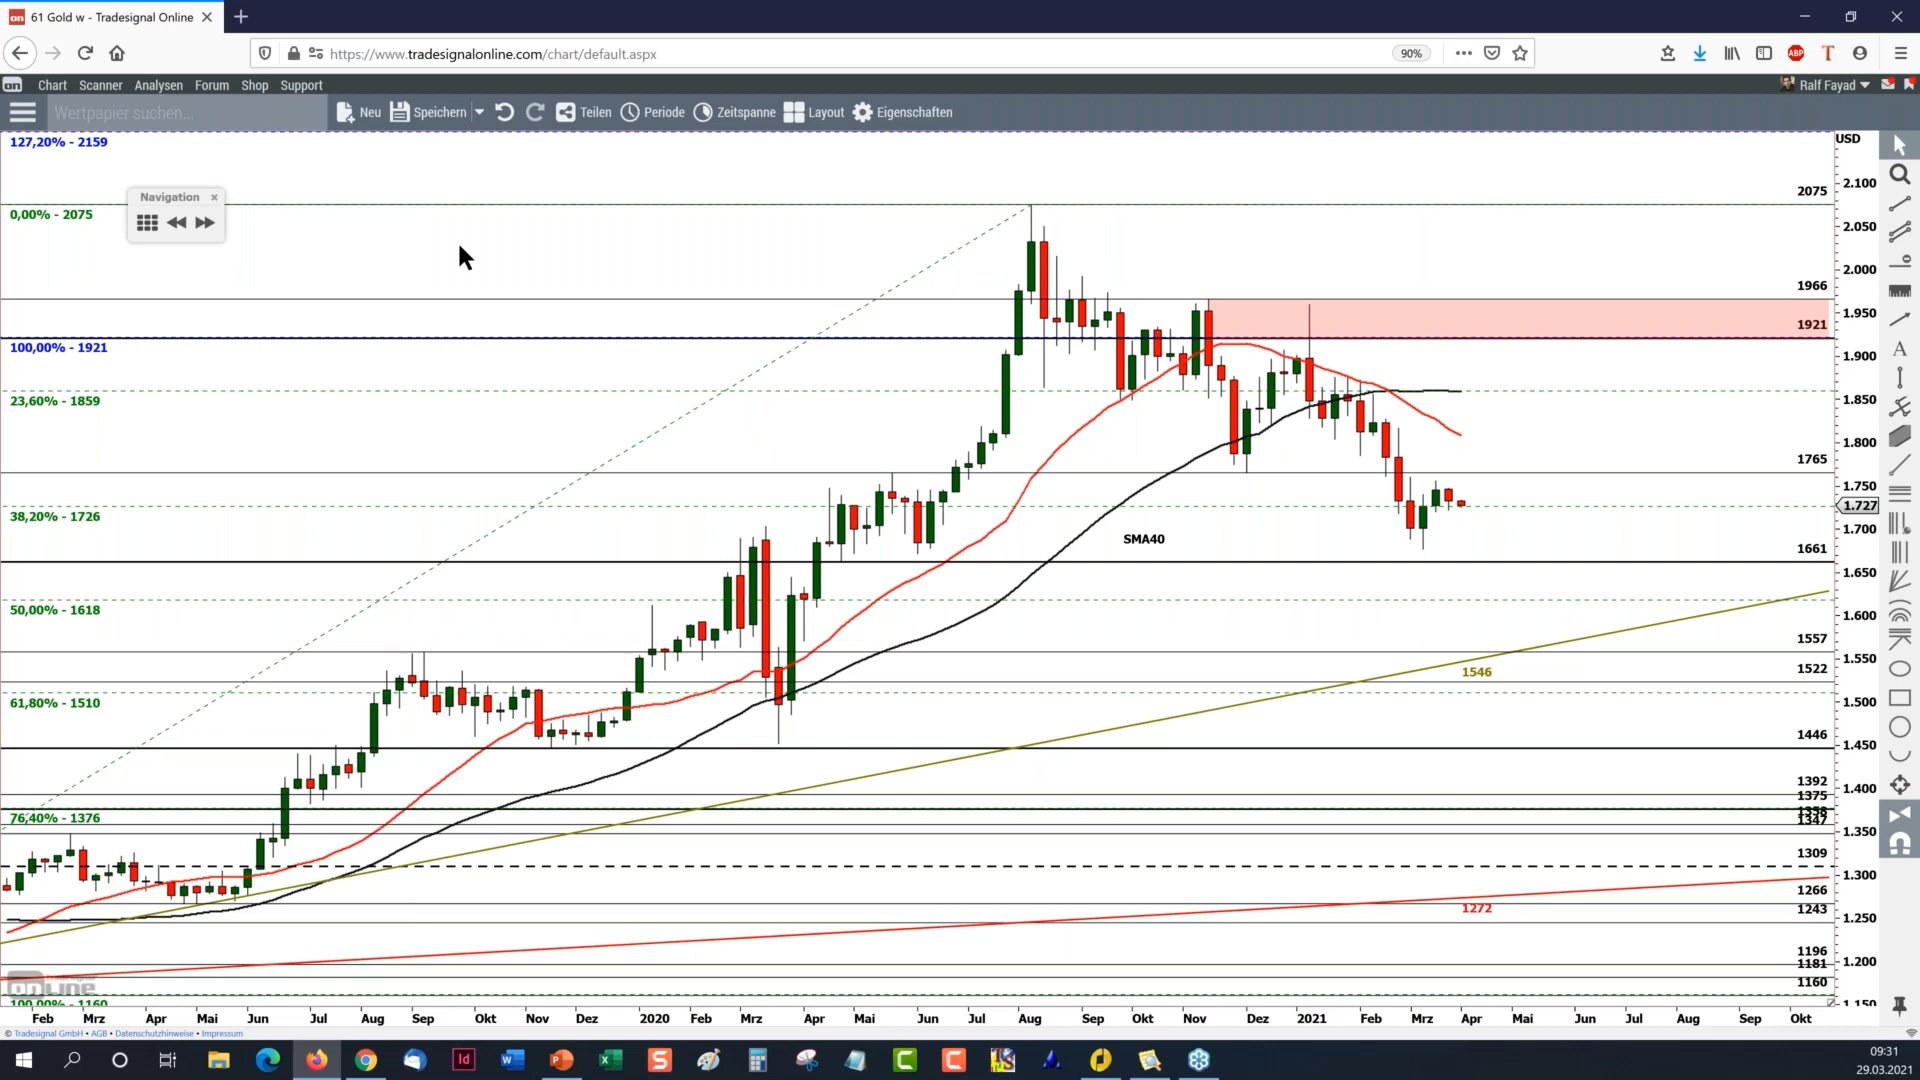 on 61 Gold w - Tradesignal Online
https://www.tradesignalonline.com/chart/default.aspx
90%
ABP
T
on Chart Scanner Analysen Forum Shop Support
Ralf Fayad
Wertpapier suchen...
Neu Speichern Teilen Periode Zeitspanne Layout Eigenschaften
127,20% - 2159
USD
Navigation
0,00% - 2075
2075
1966
1921
100,00% - 1921
23,60% - 1859
1765
38,20% - 1726
SMA40
1661
50,00% - 1618
1557
1546
1522
61,80% - 1510
1446
1392
1375
76,40% - 1376
1347
1309
1266
1272
1243
1196
1181
1160
100,00% - 1160
2.100
2.050
2.000
1.950
1.900
1.850
1.800
1.750
1.727
1.700
1.650
1.600
1.550
1.500
1.450
1.400
1.350
1.300
1.250
1.200
1.150
A
onLine
Feb Mrz Apr Mai Jun Jul Aug Sep Okt Nov Dez 2020 Feb Mrz Apr Mai Jun Jul Aug Sep Okt Nov Dez 2021 Feb Mrz Apr Mai Jun Jul Aug Sep Okt
© Tradesignal GmbH • AGB • Datenschutzhinweise • Impressum
09:31
29.03.2021